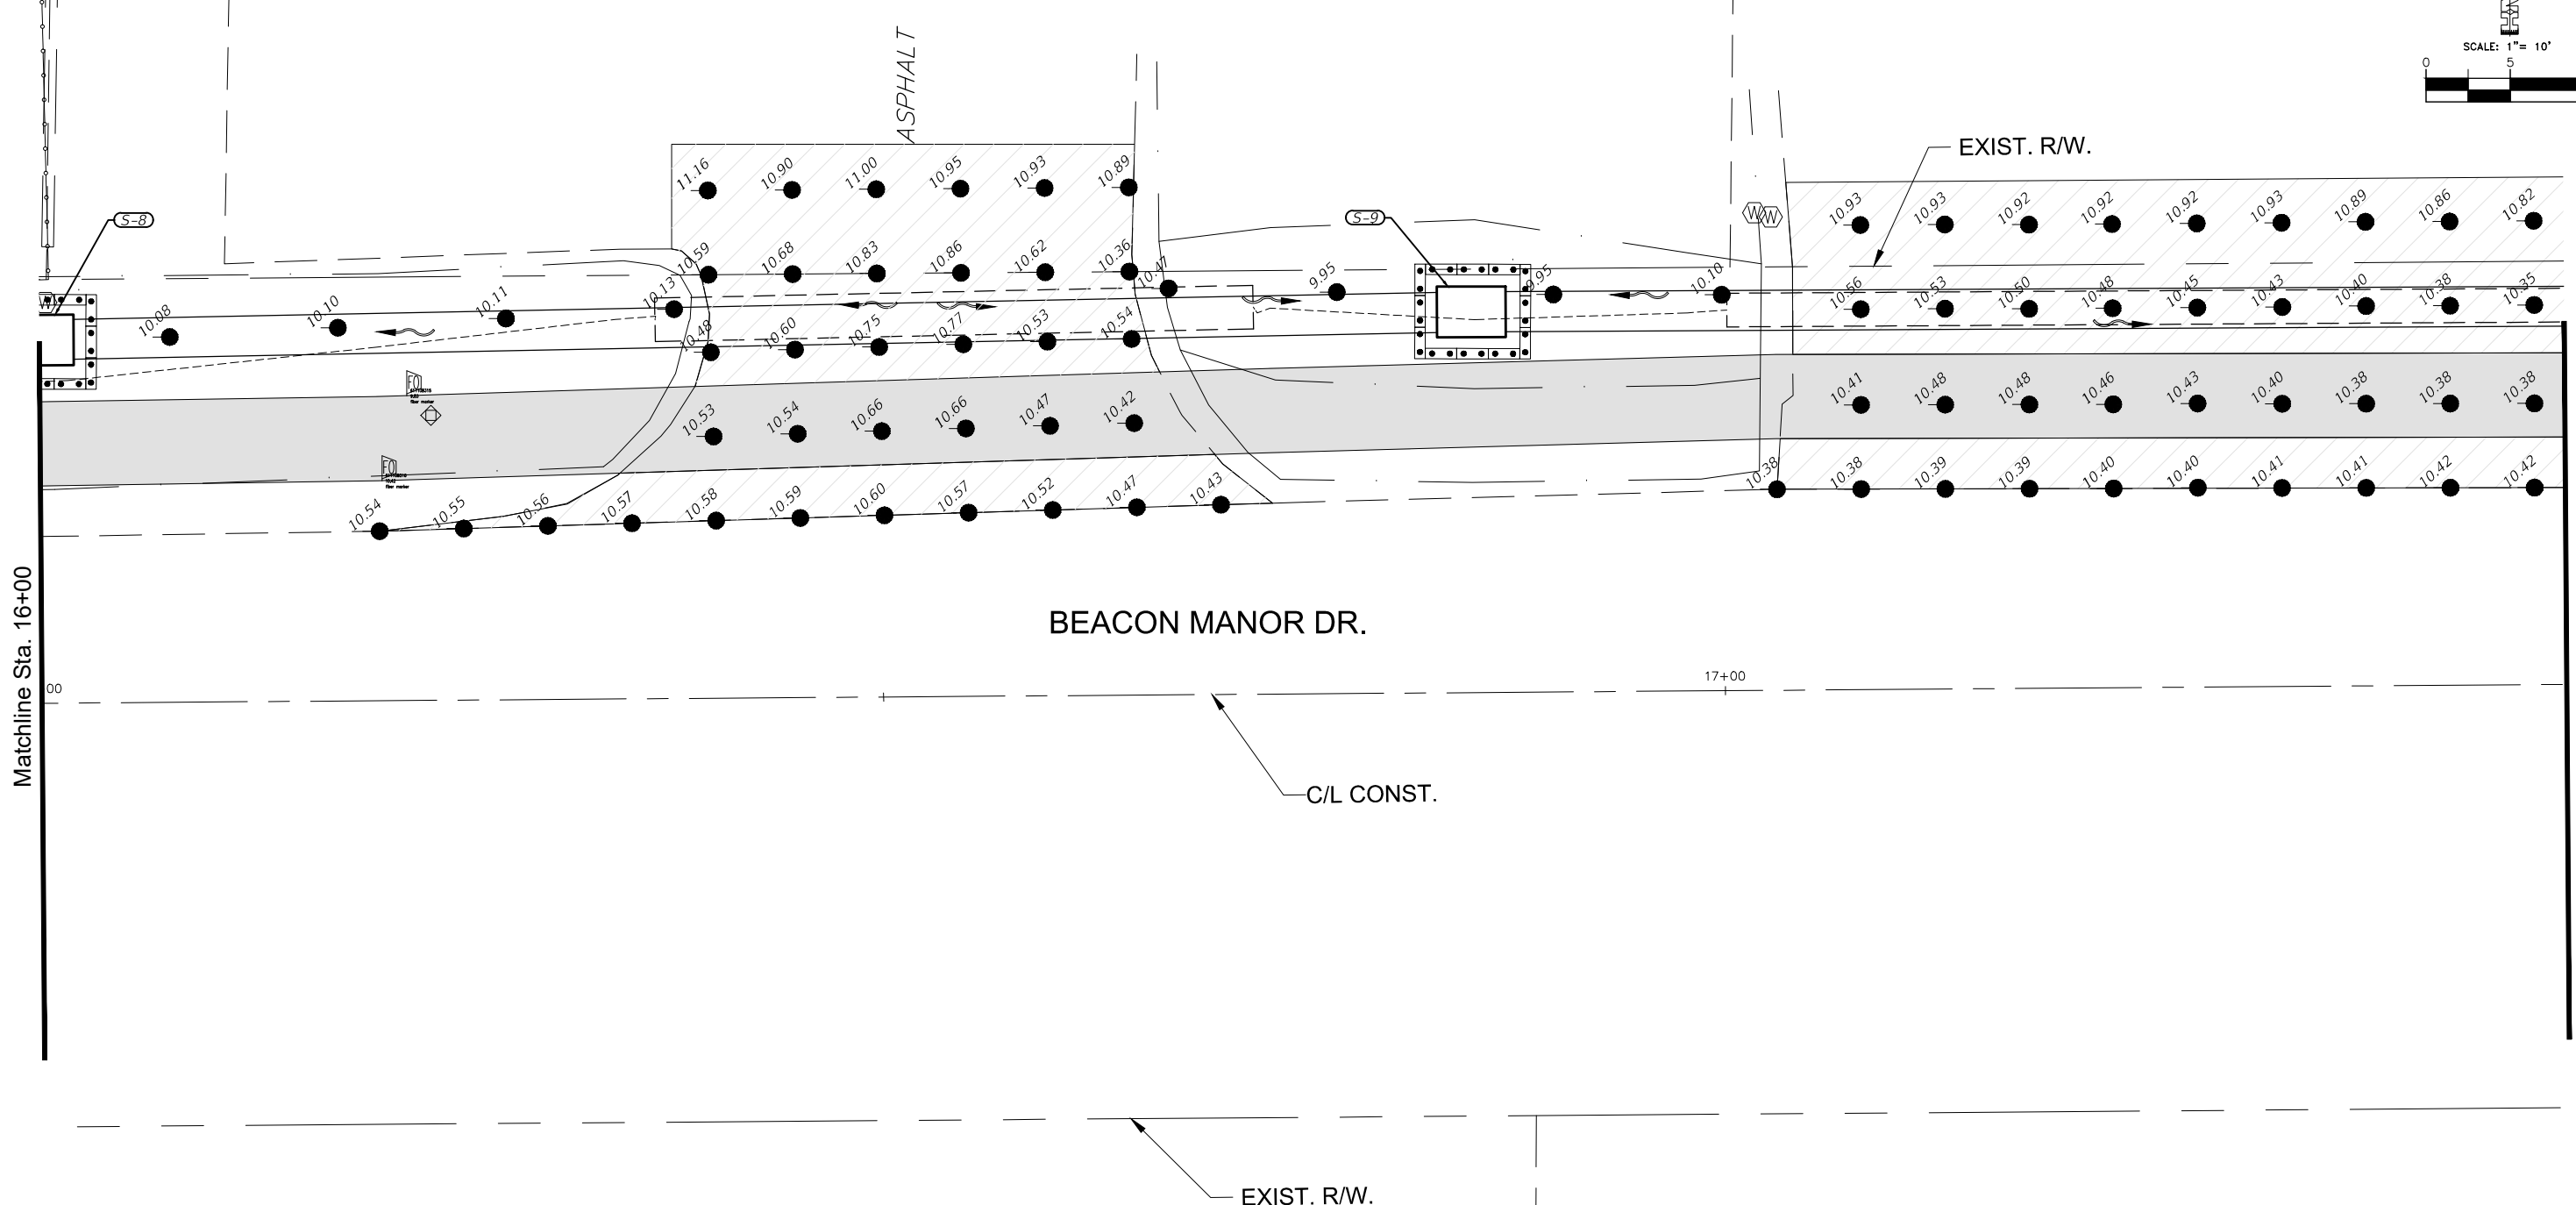 SCALE: 1"= 10'
0 5
ASPHALT
EXIST. R/W.
11.16 10.90 11.00 10.95 10.93 10.89
S-8
S-9
W W
10.93 10.93 10.92 10.92 10.92 10.93 10.89 10.86 10.82
10.59 10.68 10.83 10.86 10.62 10.36
W
10.08 10.10 10.11 10.13 10.47 9.95 9.95 10.10
10.56 10.53 10.50 10.48 10.45 10.43 10.40 10.38 10.35
10.48 10.60 10.75 10.77 10.53 10.54
FO
fiber marker
10.53 10.54 10.66 10.66 10.47 10.42
10.41 10.48 10.48 10.46 10.43 10.40 10.38 10.38 10.38
FO
fiber marker
10.54 10.55 10.56 10.57 10.58 10.59 10.60 10.57 10.52 10.47 10.43
10.38 10.38 10.39 10.39 10.40 10.40 10.41 10.41 10.42 10.42
BEACON MANOR DR.
Matchline Sta. 16+00
00
17+00
C/L CONST.
EXIST. R/W.